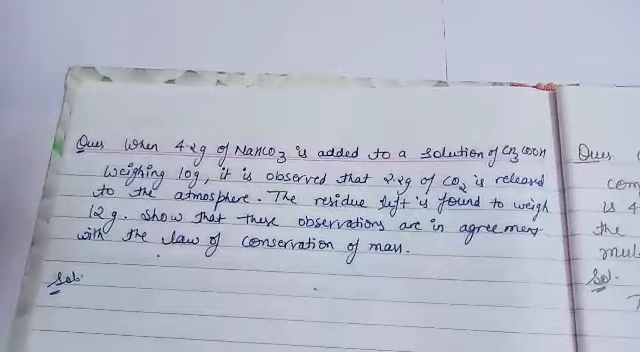 Ques When 4.2g of NaHCO3 is added to a solution of CH3COOH
weighing 10g, it is observed that 2.2g of CO2 is released
to the atmosphere. The residue left is found to weigh
12g. Show that these observations are in agreement
with the law of conservation of mass.
Sol.
Ques
com
is 4
the
mul
Sol.
T